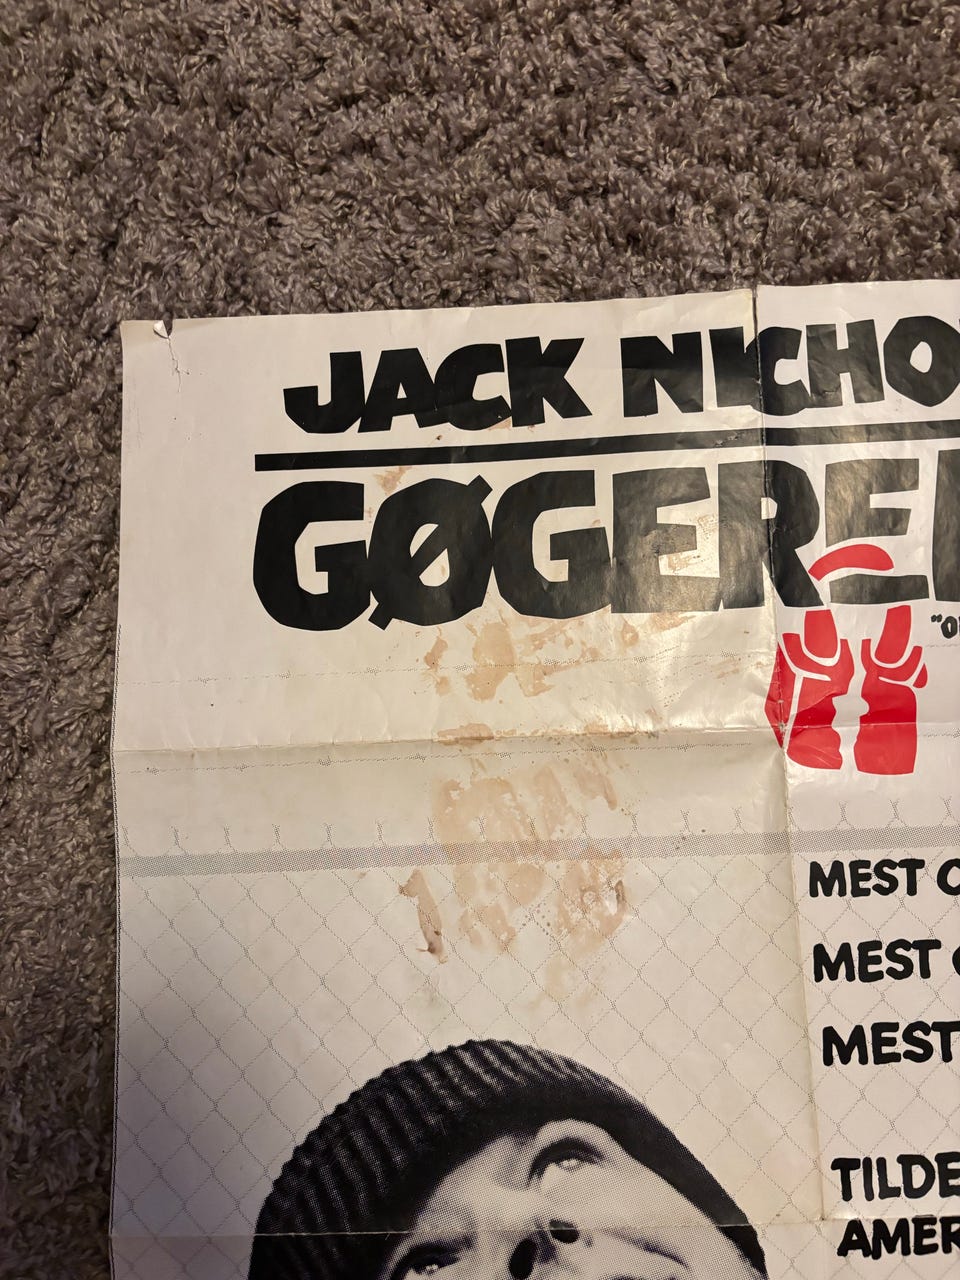 JACK NICHO
GØGERE
"O
MEST O
MEST
MEST
TILDE
AMER